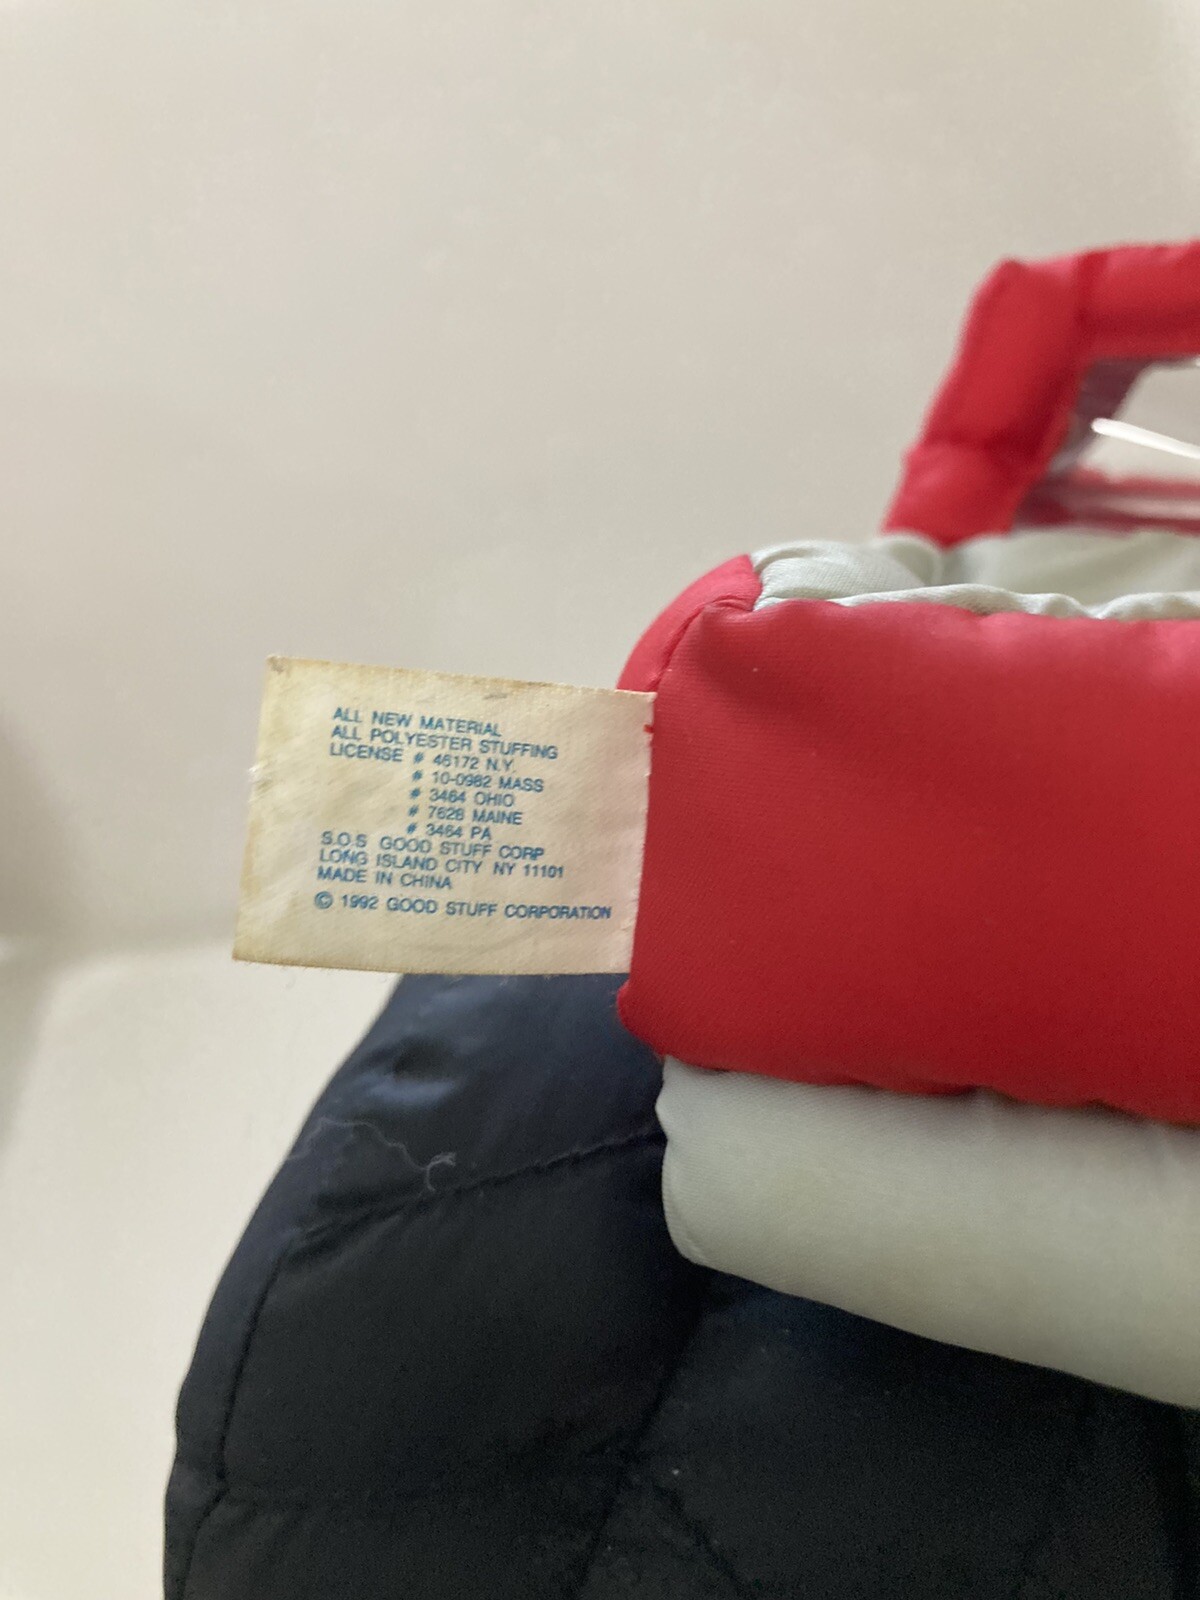 ALL NEW MATERIAL
ALL POLYESTER STUFFING
LICENSE # 46172 N.Y.
# 10-0982 MASS
# 3464 OHIO
# 7628 MAINE
# 3464 PA
S.O.S GOOD STUFF CORP
LONG ISLAND CITY NY 11101
MADE IN CHINA
© 1992 GOOD STUFF CORPORATION